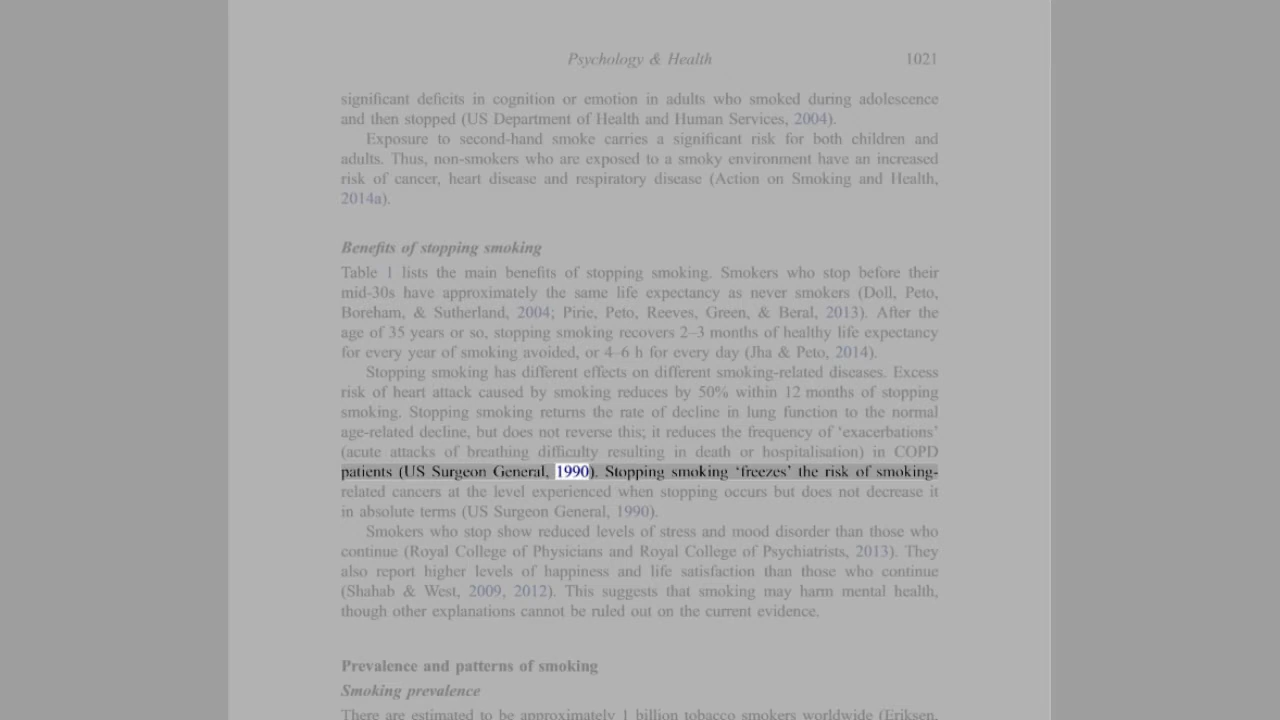 Psychology & Health 1021
significant deficits in cognition or emotion in adults who smoked during adolescence
and then stopped (US Department of Health and Human Services, 2004).
Exposure to second-hand smoke carries a significant risk for both children and
adults. Thus, non-smokers who are exposed to a smoky environment have an increased
risk of cancer, heart disease and respiratory disease (Action on Smoking and Health,
2014a).
Benefits of stopping smoking
Table 1 lists the main benefits of stopping smoking. Smokers who stop before their
mid-30s have approximately the same life expectancy as never smokers (Doll, Peto,
Boreham, & Sutherland, 2004; Pirie, Peto, Reeves, Green, & Beral, 2013). After the
age of 35 years or so, stopping smoking recovers 2–3 months of healthy life expectancy
for every year of smoking avoided, or 4–6 h for every day (Jha & Peto, 2014).
Stopping smoking has different effects on different smoking-related diseases. Excess
risk of heart attack caused by smoking reduces by 50% within 12 months of stopping
smoking. Stopping smoking returns the rate of decline in lung function to the normal
age-related decline, but does not reverse this; it reduces the frequency of ‘exacerbations’
(acute attacks of breathing difficulty resulting in death or hospitalisation) in COPD
patients (US Surgeon General, 1990). Stopping smoking ‘freezes’ the risk of smoking-
related cancers at the level experienced when stopping occurs but does not decrease it
in absolute terms (US Surgeon General, 1990).
Smokers who stop show reduced levels of stress and mood disorder than those who
continue (Royal College of Physicians and Royal College of Psychiatrists, 2013). They
also report higher levels of happiness and life satisfaction than those who continue
(Shahab & West, 2009, 2012). This suggests that smoking may harm mental health,
though other explanations cannot be ruled out on the current evidence.
Prevalence and patterns of smoking
Smoking prevalence
There are estimated to be approximately 1 billion tobacco smokers worldwide (Eriksen,